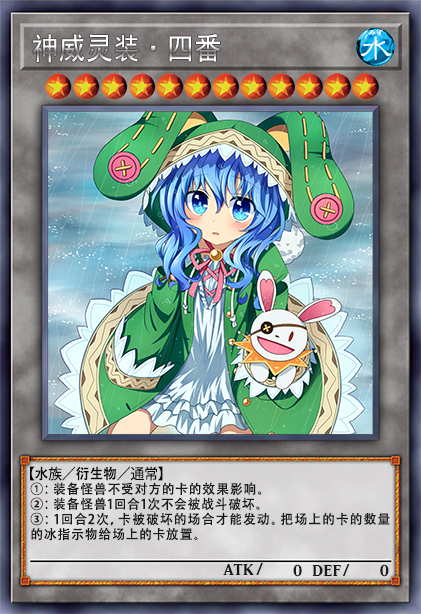 神威灵装·四番
水
【水族／衍生物／通常】
①：装备怪兽不受对方的卡的效果影响。
②：装备怪兽1回合1次不会被战斗破坏。
③：1回合2次，卡被破坏的场合才能发动。把场上的卡的数量
的冰指示物给场上的卡放置。
ATK/ 0 DEF/ 0